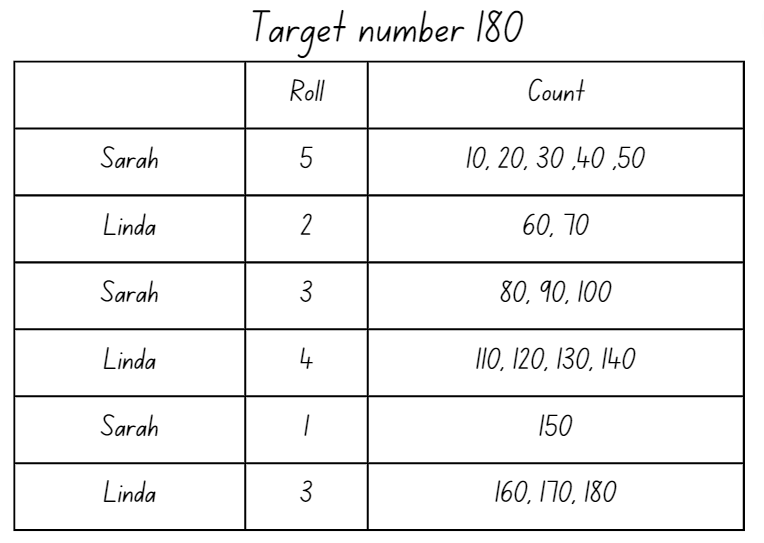 Target number 180
Roll Count
Sarah 5 10, 20, 30 ,40 ,50
Linda 2 60, 70
Sarah 3 80, 90, 100
Linda 4 110, 120, 130, 140
Sarah 1 150
Linda 3 160, 170, 180